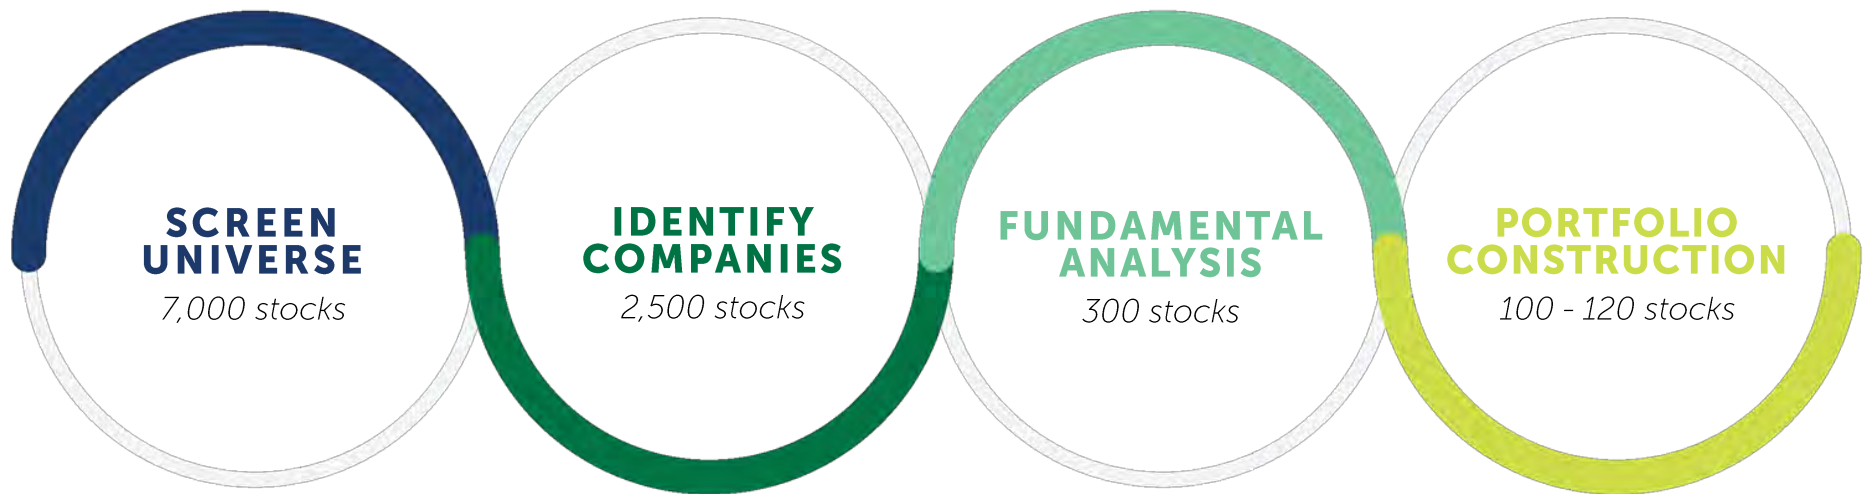 SCREEN
UNIVERSE
7,000 stocks
IDENTIFY
COMPANIES
2,500 stocks
FUNDAMENTAL
ANALYSIS
300 stocks
PORTFOLIO
CONSTRUCTION
100 - 120 stocks